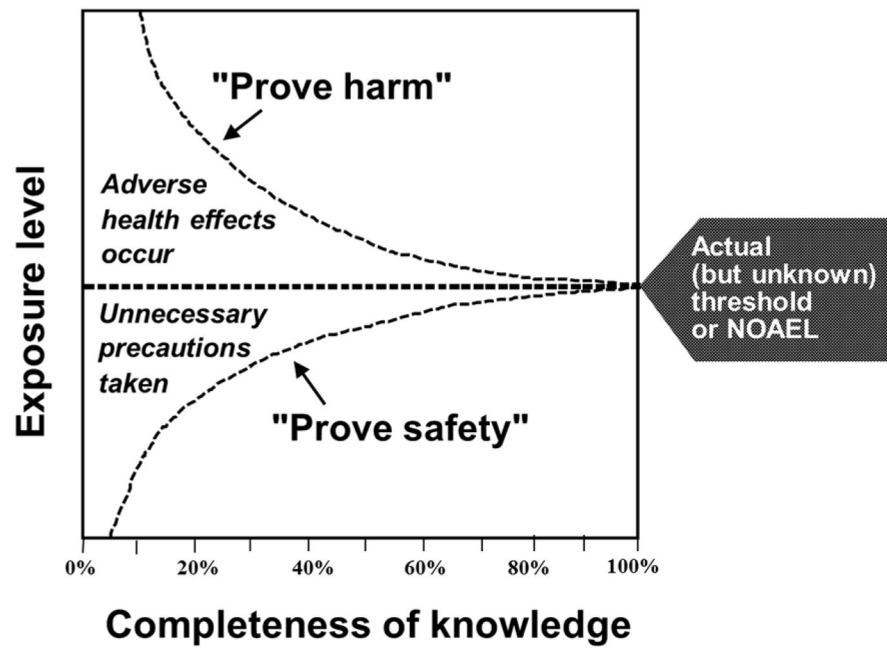 "Prove harm"
Adverse
health effects
occur
Exposure level
Actual
(but unknown)
threshold
or NOAEL
Unnecessary
precautions
taken
"Prove safety"
0% 20% 40% 60% 80% 100%
Completeness of knowledge